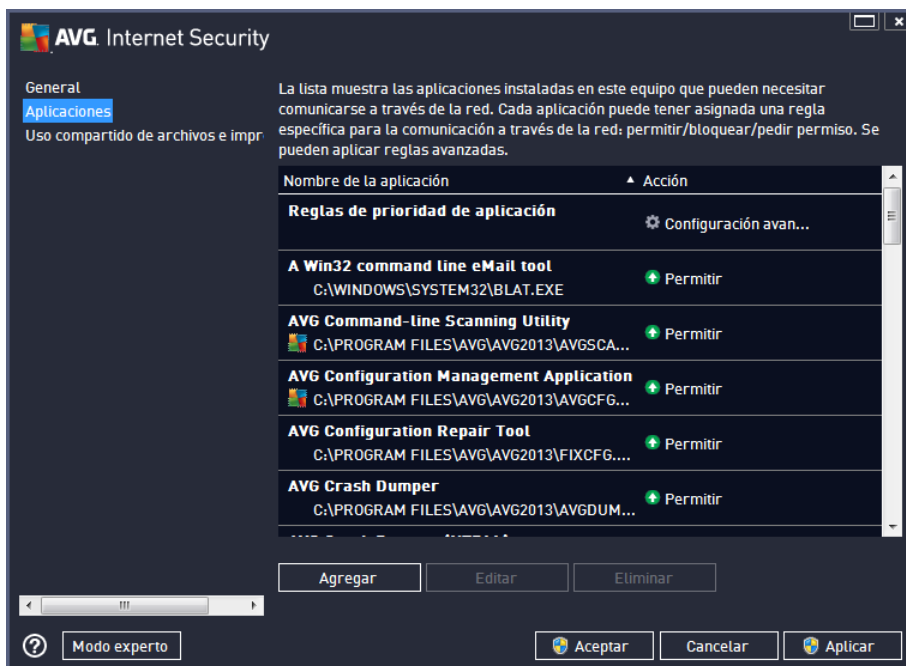 AVG. Internet Security
General
Aplicaciones
Uso compartido de archivos e impr
La lista muestra las aplicaciones instaladas en este equipo que pueden necesitar
comunicarse a través de la red. Cada aplicación puede tener asignada una regla
específica para la comunicación a través de la red: permitir/bloquear/pedir permiso. Se
pueden aplicar reglas avanzadas.
Nombre de la aplicación Acción
Reglas de prioridad de aplicación
Configuración avan...
A Win32 command line eMail tool
C:\WINDOWS\SYSTEM32\BLAT.EXE
Permitir
AVG Command-line Scanning Utility
C:\PROGRAM FILES\AVG\AVG2013\AVGSCA...
Permitir
AVG Configuration Management Application
C:\PROGRAM FILES\AVG\AVG2013\AVGCFG...
Permitir
AVG Configuration Repair Tool
C:\PROGRAM FILES\AVG\AVG2013\FIXCFG....
Permitir
AVG Crash Dumper
C:\PROGRAM FILES\AVG\AVG2013\AVGDUM...
Permitir
Agregar Editar Eliminar
Modo experto Aceptar Cancelar Aplicar